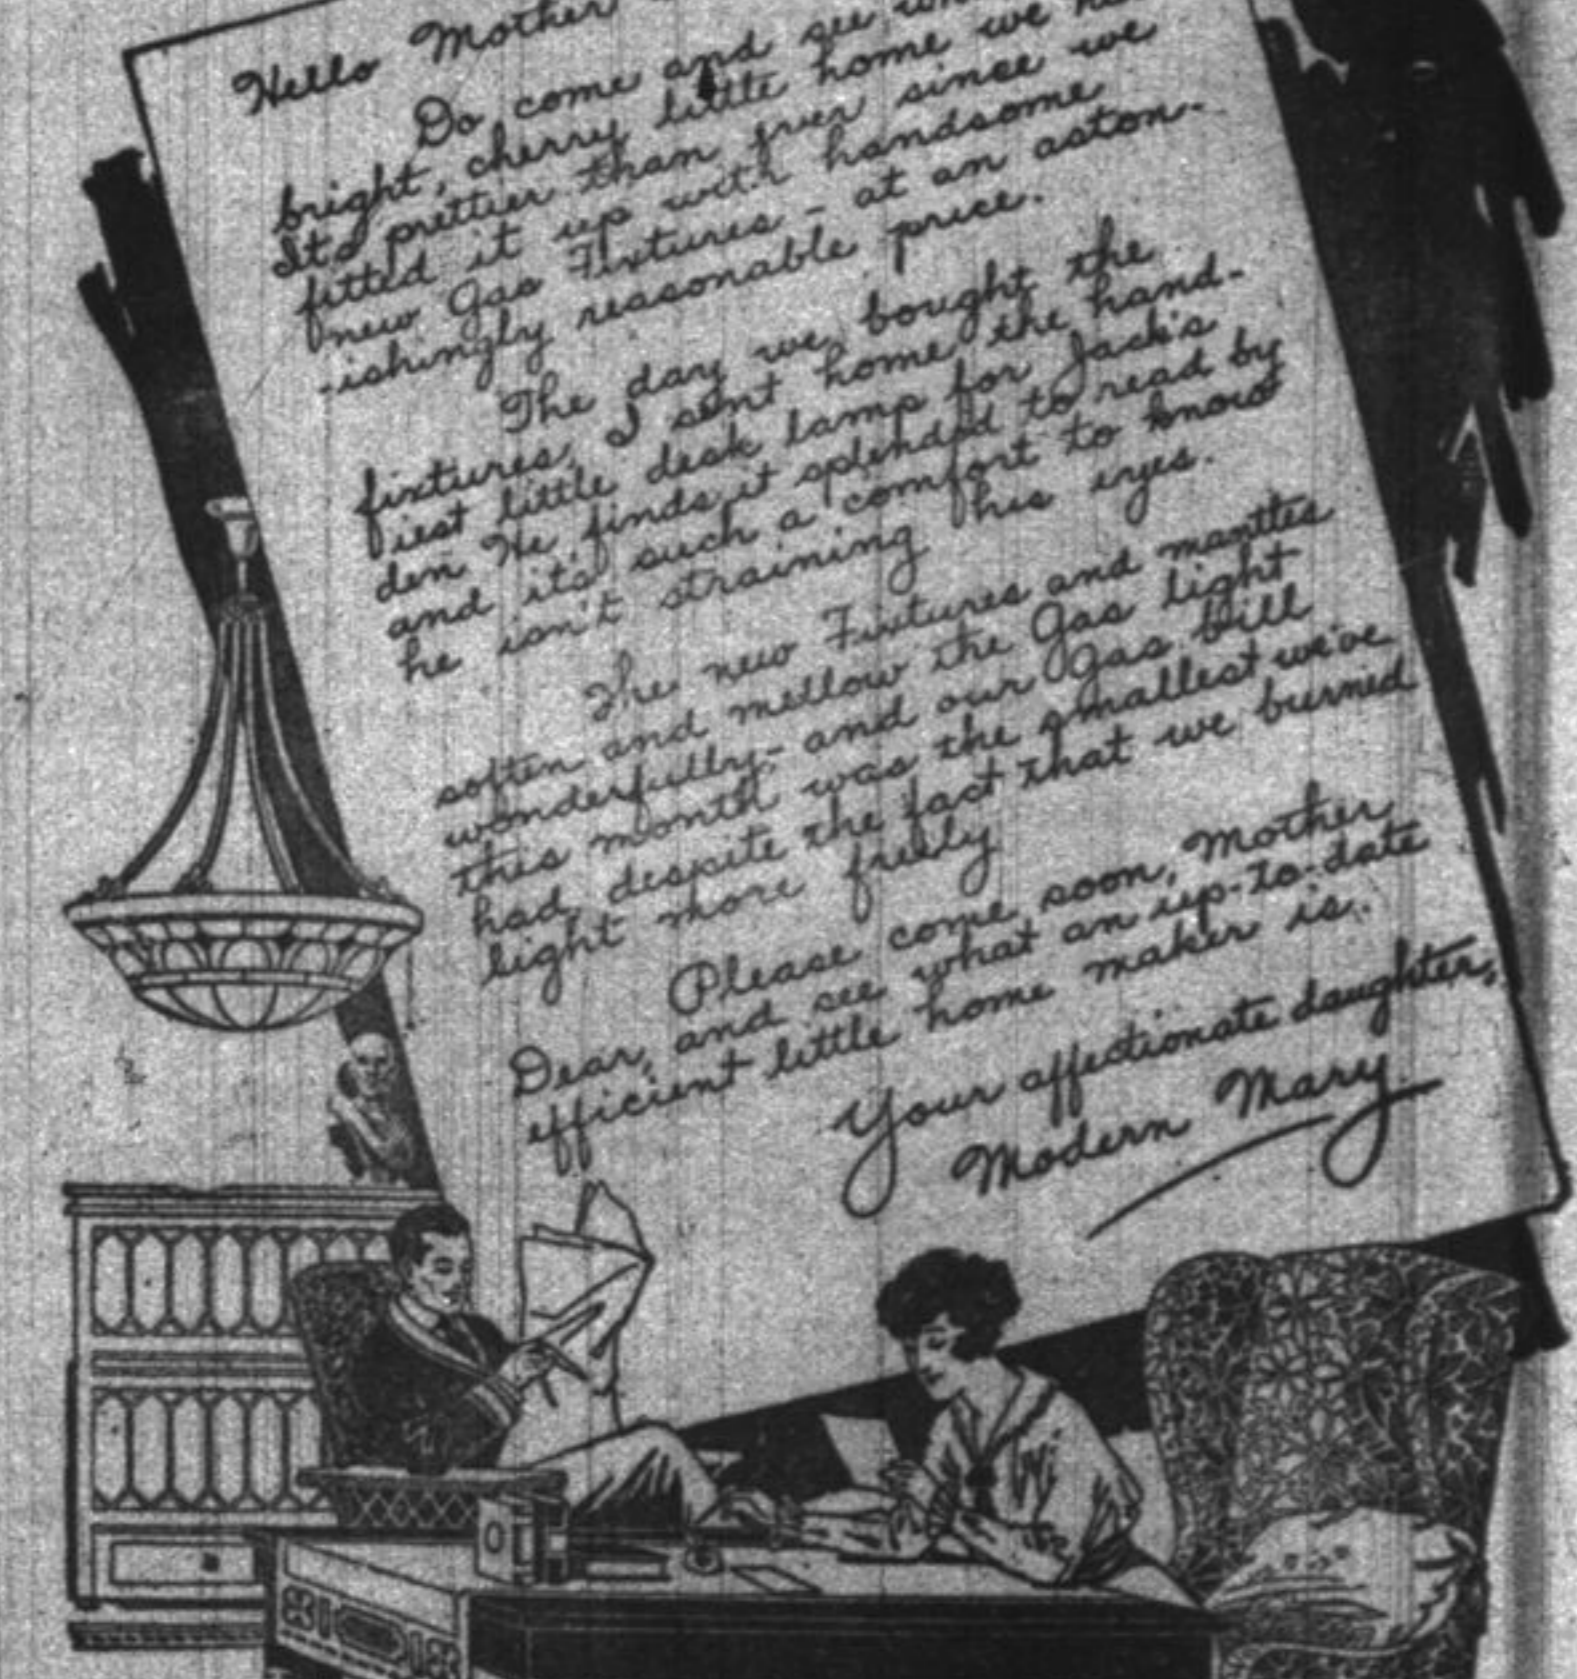 Hello Mother
Do come and see
bright, cherry little home we
Its prettier than ever since we
fitted it up with handsome
new Gas Fixtures - at an aston-
-ishingly reasonable price.
The day we bought the
fixtures, I sent home the hand-
iest little desk lamp for Jack's
den He finds it splendid to read by
and its such a comfort to know
he isn't straining his eyes.
The new Fixtures and mantles
soften and mellow the Gas light
wonderfully - and our Gas bill
this month was the smallest we've
had, despite the fact that we burned
light more freely
Please come soon, Mother
Dear, and see what an up-to-date
efficient little home maker is.
Your affectionate daughter,
Modern Mary